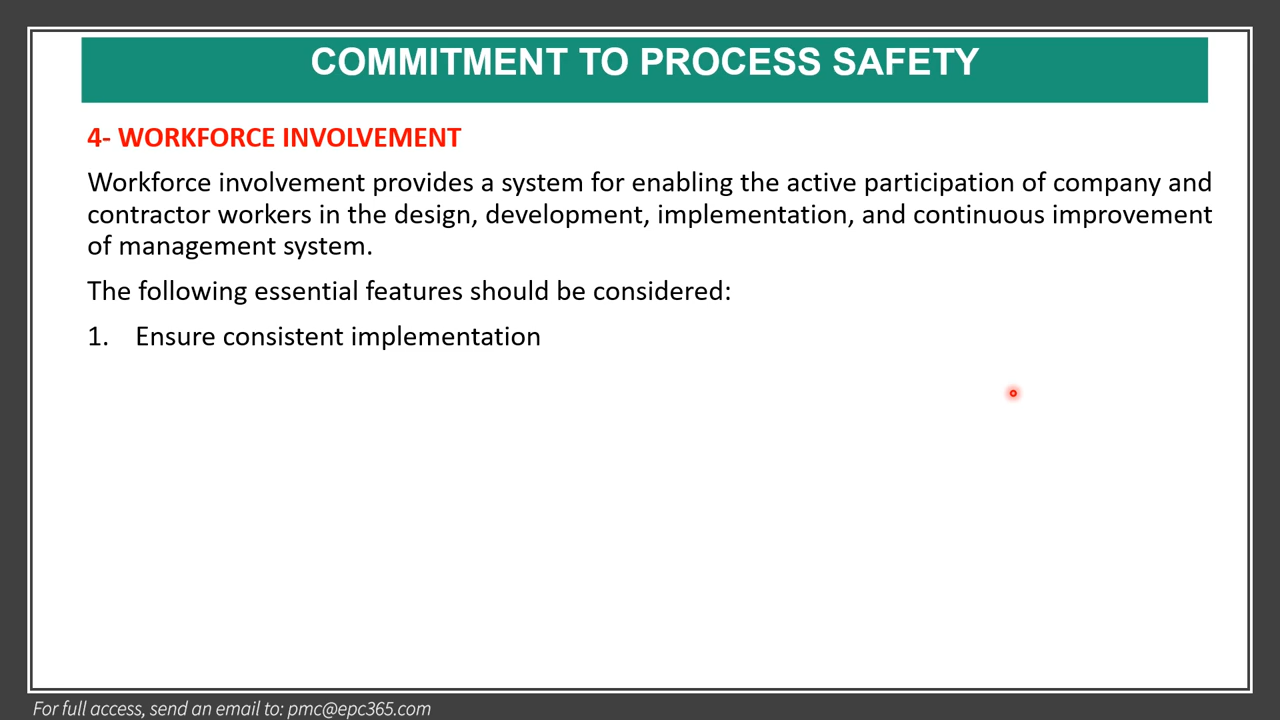 COMMITMENT TO PROCESS SAFETY
4- WORKFORCE INVOLVEMENT
Workforce involvement provides a system for enabling the active participation of company and
contractor workers in the design, development, implementation, and continuous improvement
of management system.
The following essential features should be considered:
1. Ensure consistent implementation
For full access, send an email to: pmc@epc365.com